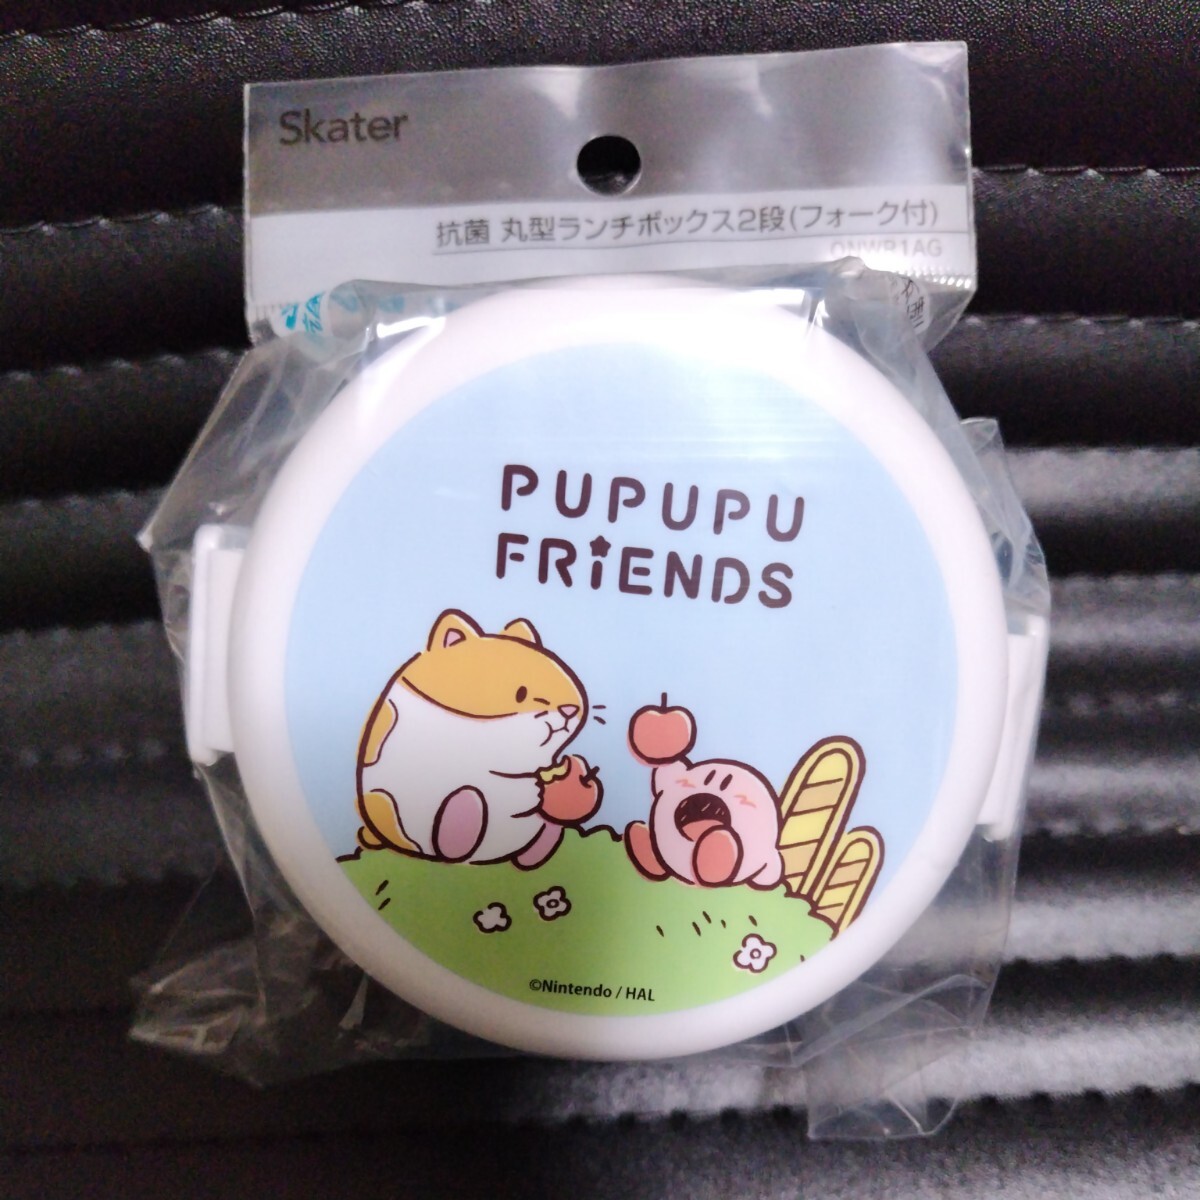 Skater
抗菌 丸型ランチボックス2段(フォーク付)
ONWR1AG
PUPUPU
FRiENDS
©Nintendo / HAL